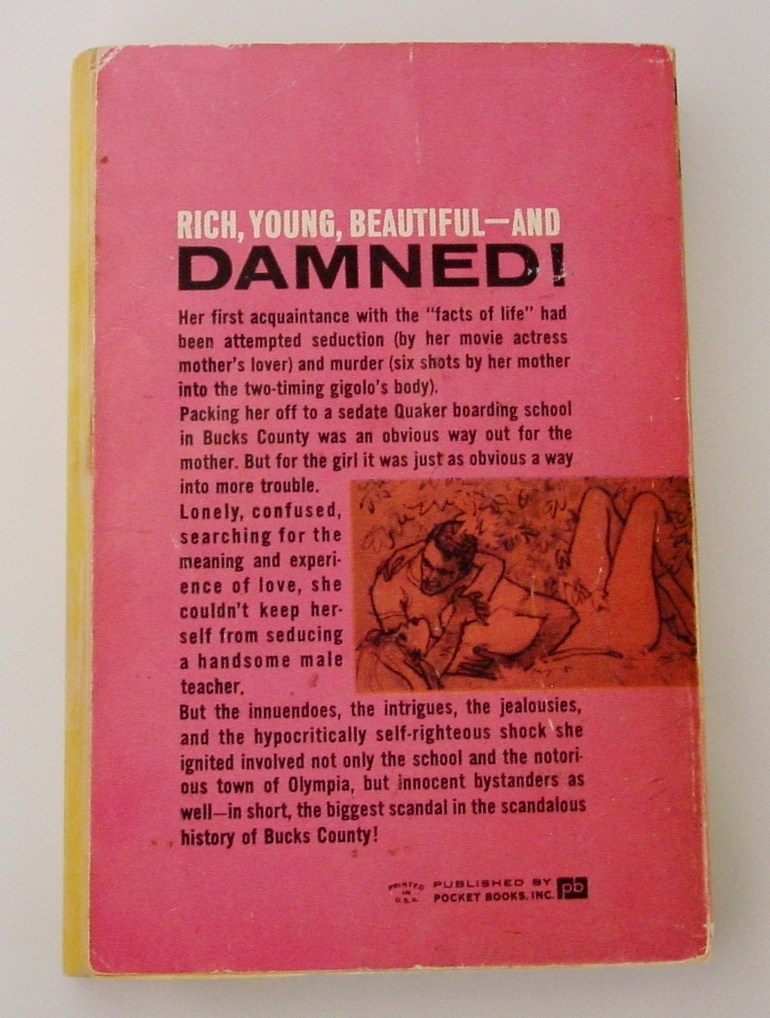 RICH, YOUNG, BEAUTIFUL—AND
DAMNED!
Her first acquaintance with the "facts of life" had
been attempted seduction (by her movie actress
mother's lover) and murder (six shots by her mother
into the two-timing gigolo's body).
Packing her off to a sedate Quaker boarding school
in Bucks County was an obvious way out for the
mother. But for the girl it was just as obvious a way
into more trouble.
Lonely, confused,
searching for the
meaning and experi-
ence of love, she
couldn't keep her-
self from seducing
a handsome male
teacher.
But the innuendoes, the intrigues, the jealousies,
and the hypocritically self-righteous shock she
ignited involved not only the school and the notori-
ous town of Olympia, but innocent bystanders as
well—in short, the biggest scandal in the scandalous
history of Bucks County!
PRINTED
IN
U.S.A.
PUBLISHED BY
POCKET BOOKS, INC. pb